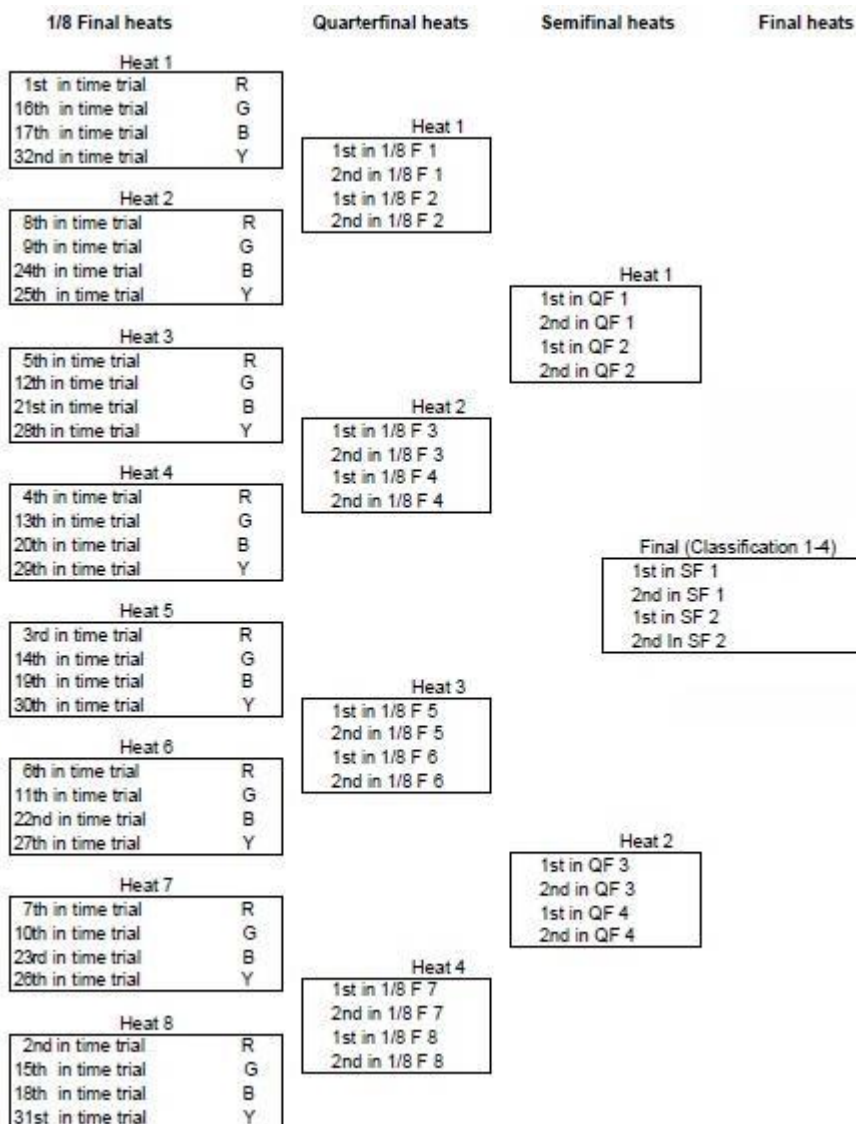 1/8 Final heats
Quarterfinal heats
Semifinal heats
Final heats
Heat 1
1st in time trial R
16th in time trial G
17th in time trial B
32nd in time trial Y
Heat 2
8th in time trial R
9th in time trial G
24th in time trial B
25th in time trial Y
Heat 3
5th in time trial R
12th in time trial G
21st in time trial B
28th in time trial Y
Heat 4
4th in time trial R
13th in time trial G
20th in time trial B
29th in time trial Y
Heat 5
3rd in time trial R
14th in time trial G
19th in time trial B
30th in time trial Y
Heat 6
6th in time trial R
11th in time trial G
22nd in time trial B
27th in time trial Y
Heat 7
7th in time trial R
10th in time trial G
23rd in time trial B
26th in time trial Y
Heat 8
2nd in time trial R
15th in time trial G
18th in time trial B
31st in time trial Y
Heat 1
1st in 1/8 F 1
2nd in 1/8 F 1
1st in 1/8 F 2
2nd in 1/8 F 2
Heat 2
1st in 1/8 F 3
2nd in 1/8 F 3
1st in 1/8 F 4
2nd in 1/8 F 4
Heat 3
1st in 1/8 F 5
2nd in 1/8 F 5
1st in 1/8 F 6
2nd in 1/8 F 6
Heat 4
1st in 1/8 F 7
2nd in 1/8 F 7
1st in 1/8 F 8
2nd in 1/8 F 8
Heat 1
1st in QF 1
2nd in QF 1
1st in QF 2
2nd in QF 2
Heat 2
1st in QF 3
2nd in QF 3
1st in QF 4
2nd in QF 4
Final (Classification 1-4)
1st in SF 1
2nd in SF 1
1st in SF 2
2nd In SF 2